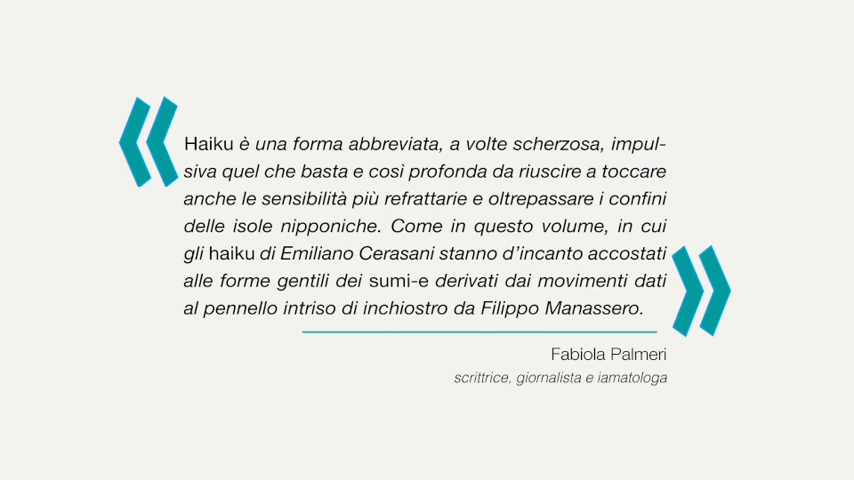 Haiku è una forma abbreviata, a volte scherzosa, impul-
siva quel che basta e così profonda da riuscire a toccare
anche le sensibilità più refrattarie e oltrepassare i confini
delle isole nipponiche. Come in questo volume, in cui
gli haiku di Emiliano Cerasani stanno d'incanto accostati
alle forme gentili dei sumi-e derivati dai movimenti dati
al pennello intriso di inchiostro da Filippo Manassero.
Fabiola Palmeri
scrittrice, giornalista e iamatologa